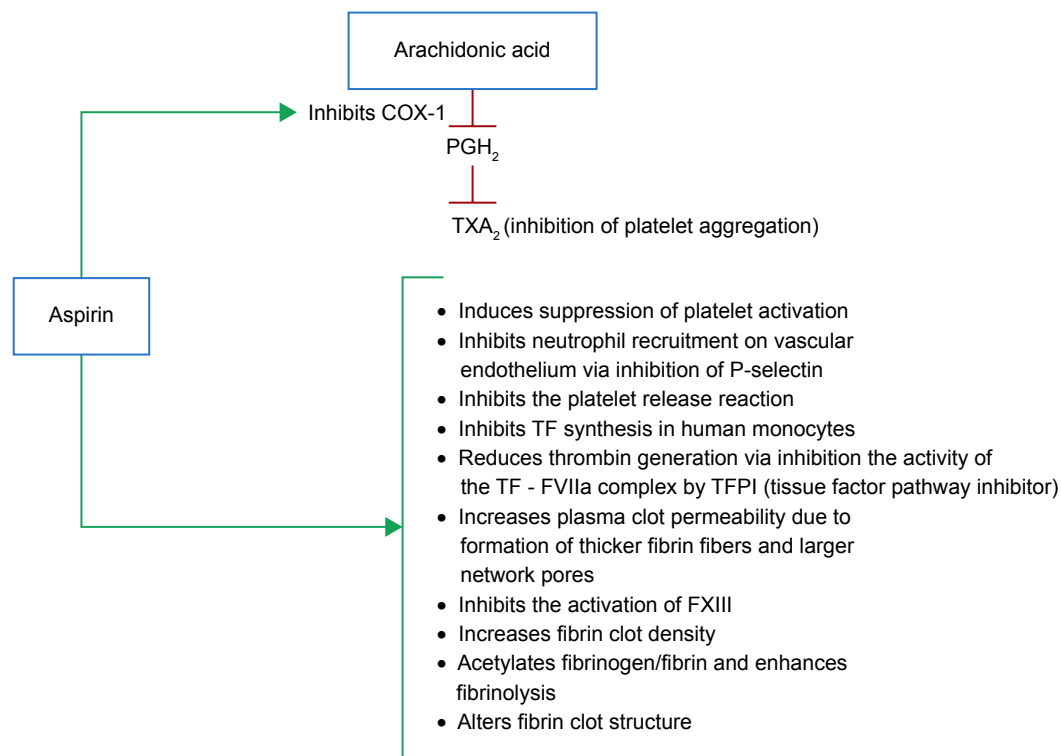 Arachidonic acid
Inhibits COX-1
PGH₂
TXA₂ (inhibition of platelet aggregation)
Aspirin
• Induces suppression of platelet activation
• Inhibits neutrophil recruitment on vascular
endothelium via inhibition of P-selectin
• Inhibits the platelet release reaction
• Inhibits TF synthesis in human monocytes
• Reduces thrombin generation via inhibition the activity of
the TF - FVIIa complex by TFPI (tissue factor pathway inhibitor)
• Increases plasma clot permeability due to
formation of thicker fibrin fibers and larger
network pores
• Inhibits the activation of FXIII
• Increases fibrin clot density
• Acetylates fibrinogen/fibrin and enhances
fibrinolysis
• Alters fibrin clot structure